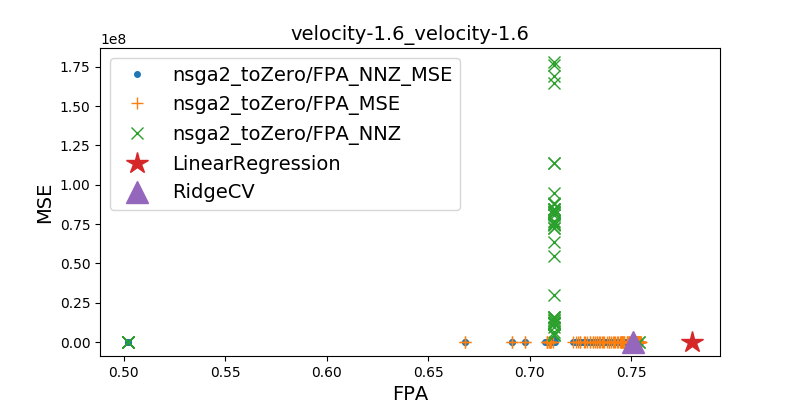 velocity-1.6_velocity-1.6
1e8
nsga2_toZero/FPA_NNZ_MSE
nsga2_toZero/FPA_MSE
nsga2_toZero/FPA_NNZ
LinearRegression
RidgeCV
MSE
1.75
1.50
1.25
1.00
0.75
0.50
0.25
0.00
0.50 0.55 0.60 0.65 0.70 0.75
FPA